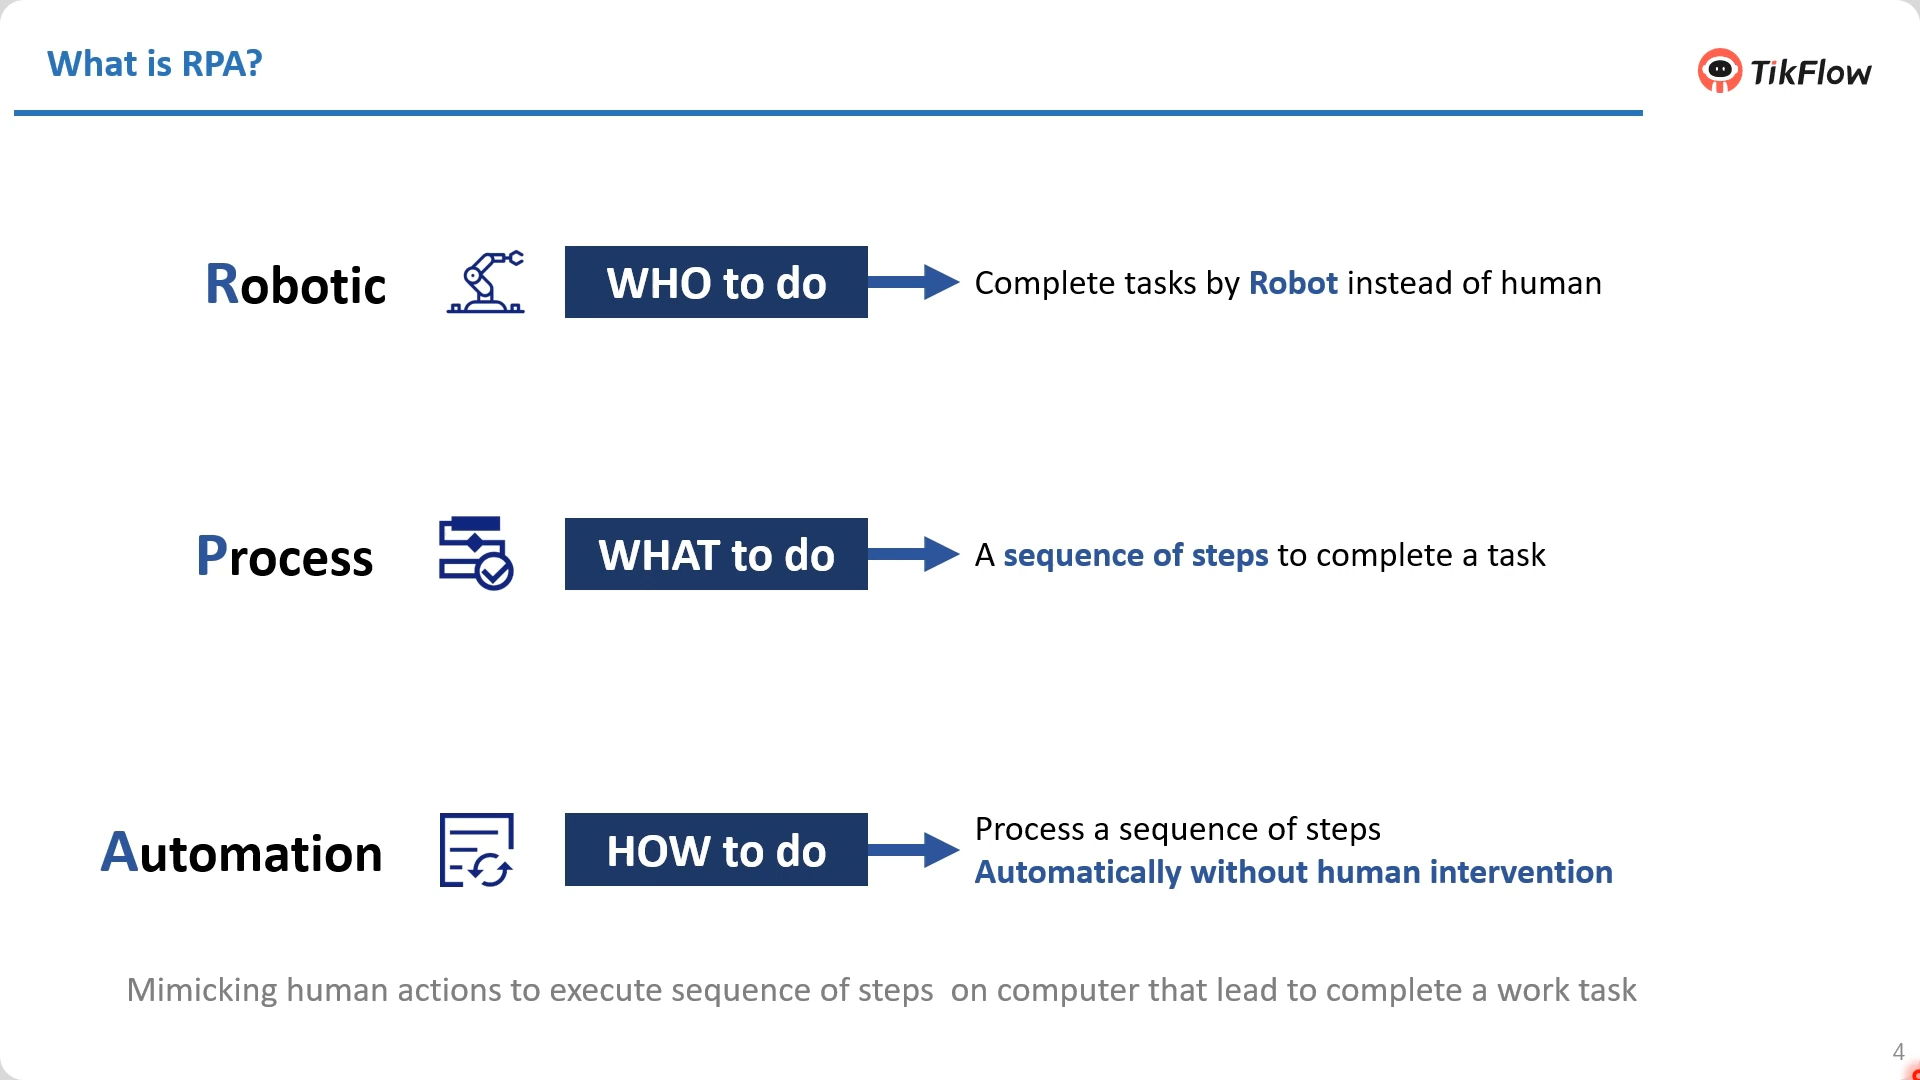 What is RPA?
TikFlow
Robotic
WHO to do
Complete tasks by Robot instead of human
Process
WHAT to do
A sequence of steps to complete a task
Automation
HOW to do
Process a sequence of steps
Automatically without human intervention
Mimicking human actions to execute sequence of steps  on computer that lead to complete a work task
4